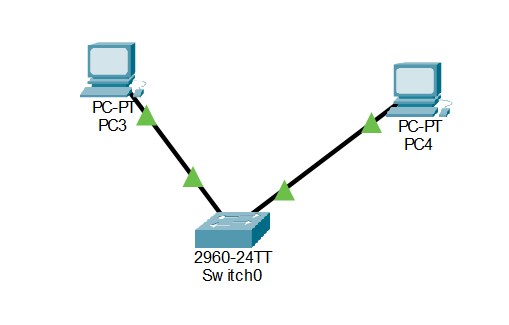 PC-PT
PC3
PC-PT
PC4
2960-24TT
Switch0